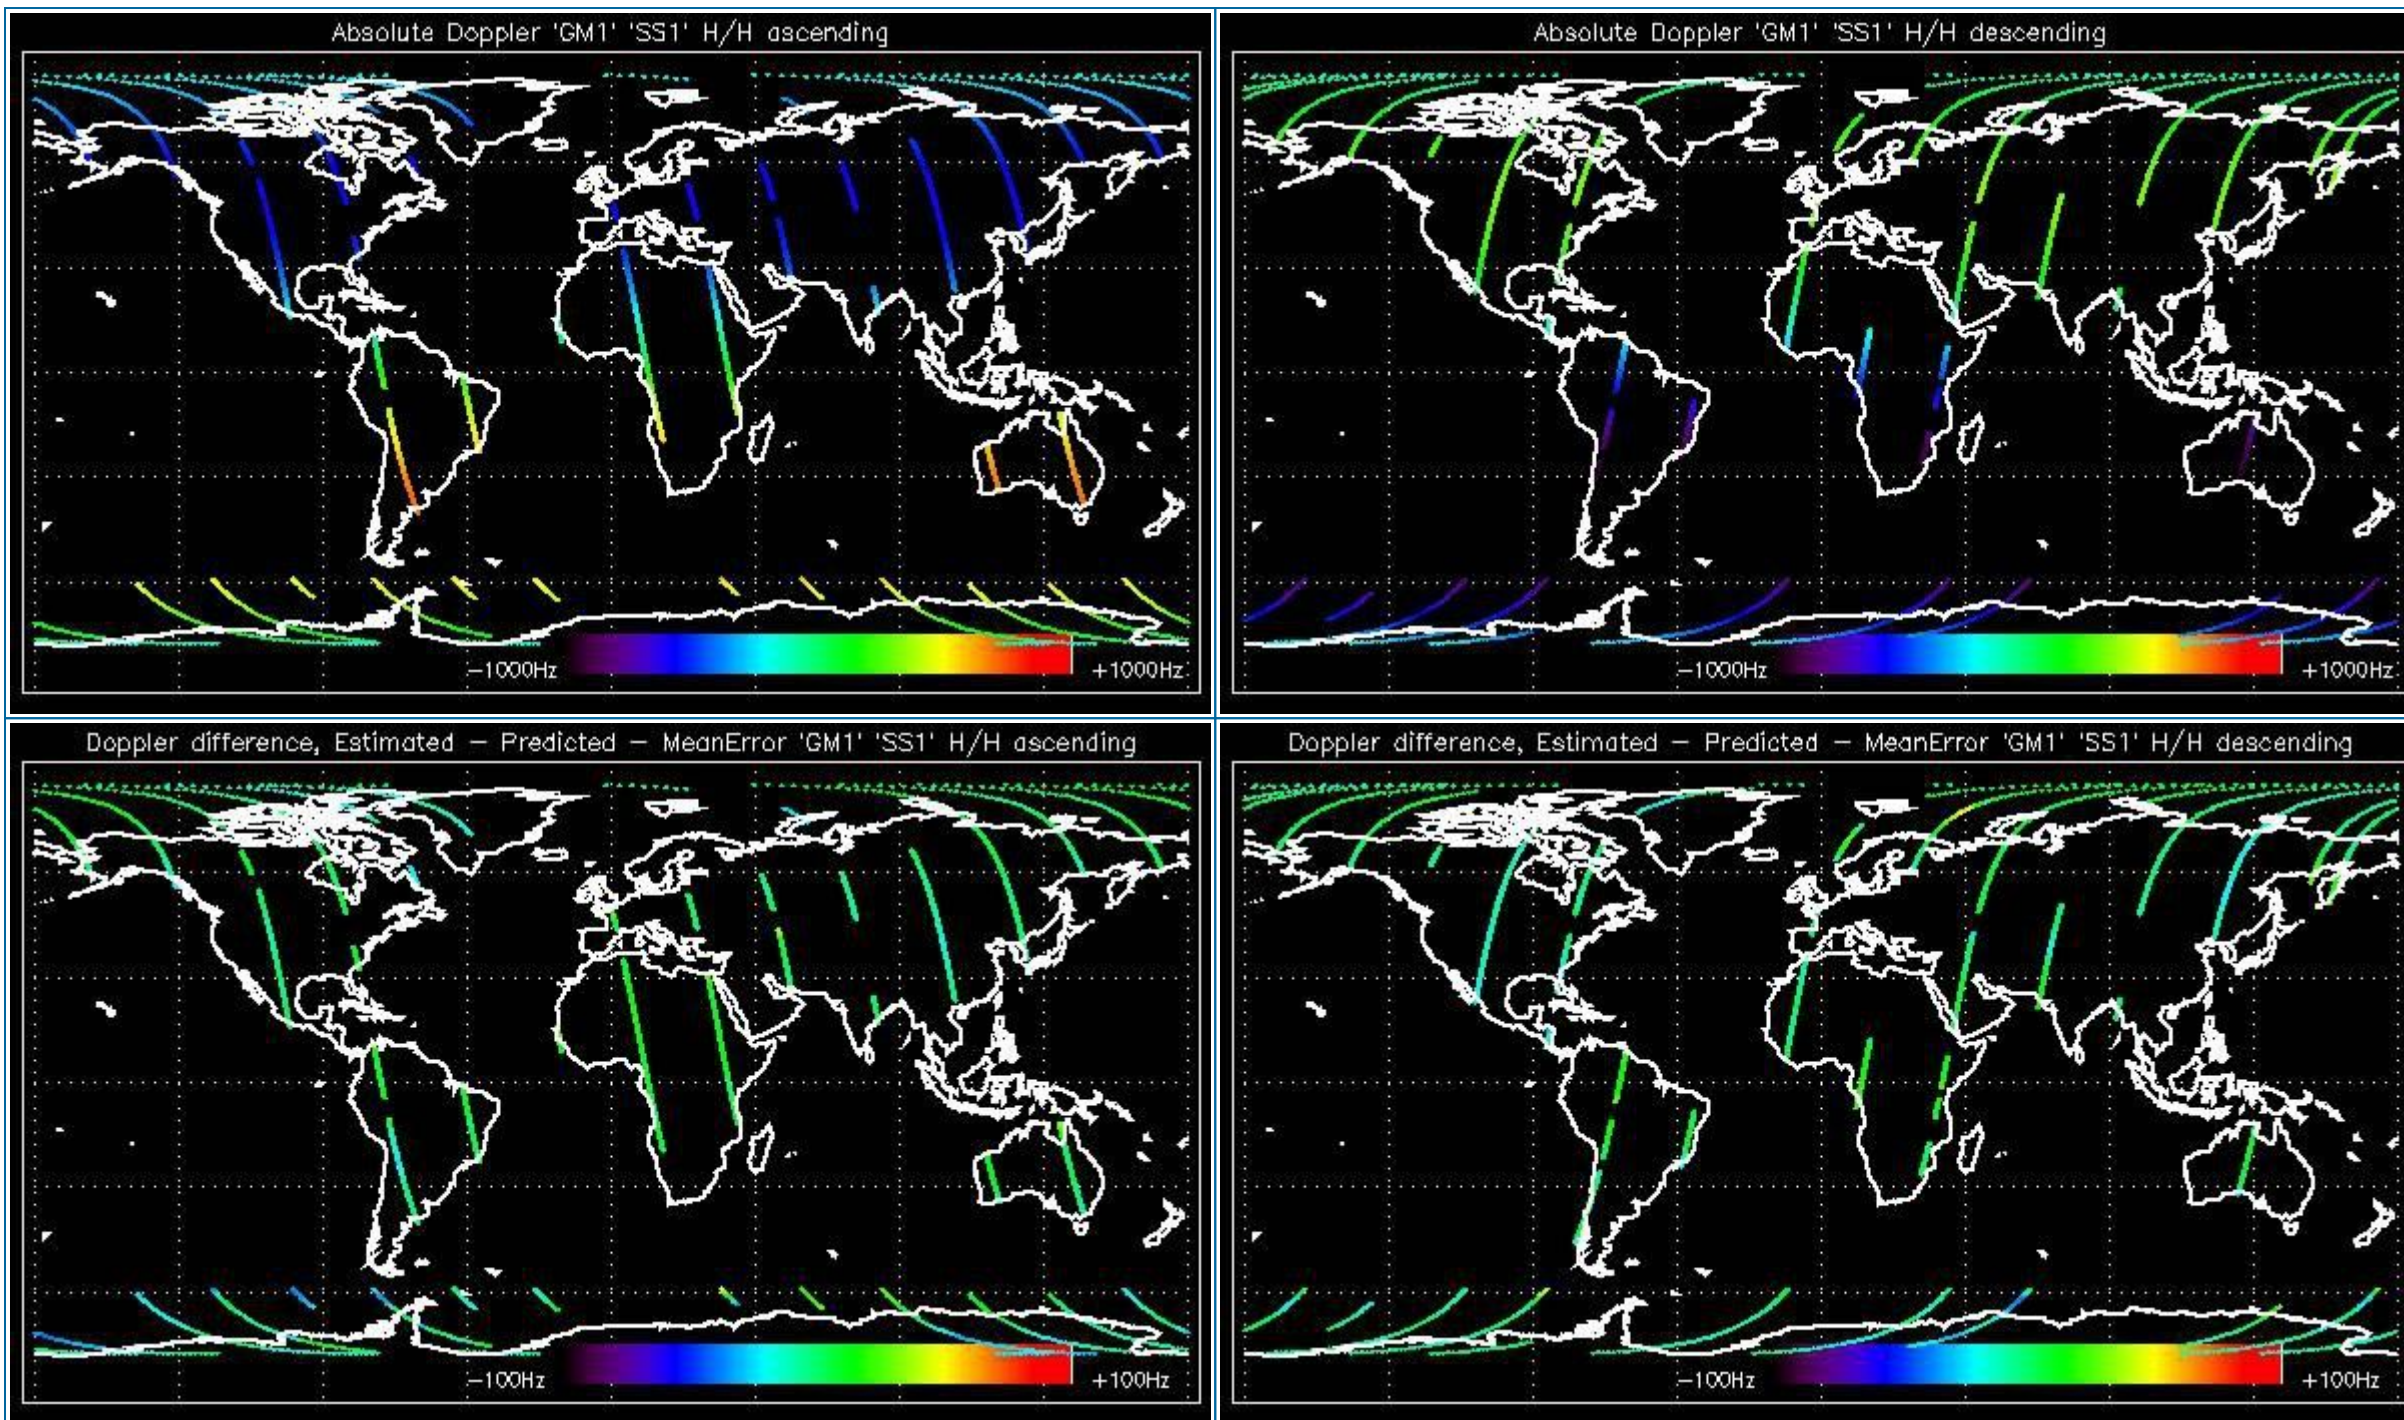 Absolute Doppler 'GM1' 'SS1' H/H ascending
-1000Hz
+1000Hz
Absolute Doppler 'GM1' 'SS1' H/H descending
-1000Hz
+1000Hz
Doppler difference, Estimated - Predicted - MeanError 'GM1' 'SS1' H/H ascending
-100Hz
+100Hz
Doppler difference, Estimated - Predicted - MeanError 'GM1' 'SS1' H/H descending
-100Hz
+100Hz